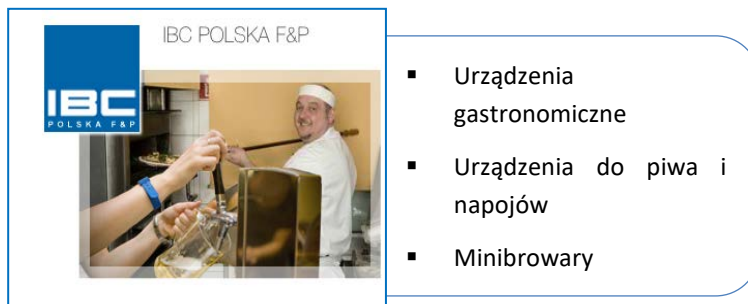 IBC POLSKA F&P
IBC
POLSKA F&P
▪ Urządzenia
gastronomiczne
▪ Urządzenia do piwa i
napojów
▪ Minibrowary